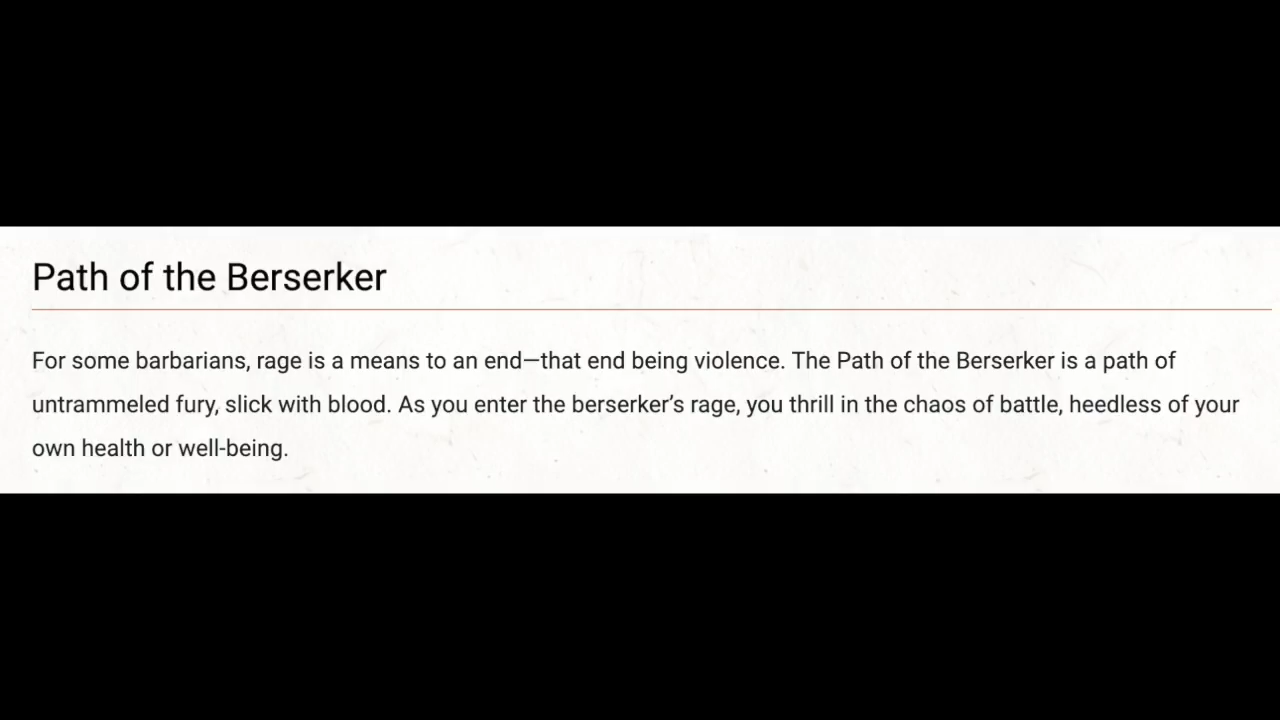 Path of the Berserker
For some barbarians, rage is a means to an end—that end being violence. The Path of the Berserker is a path of
untrammeled fury, slick with blood. As you enter the berserker’s rage, you thrill in the chaos of battle, heedless of your
own health or well-being.